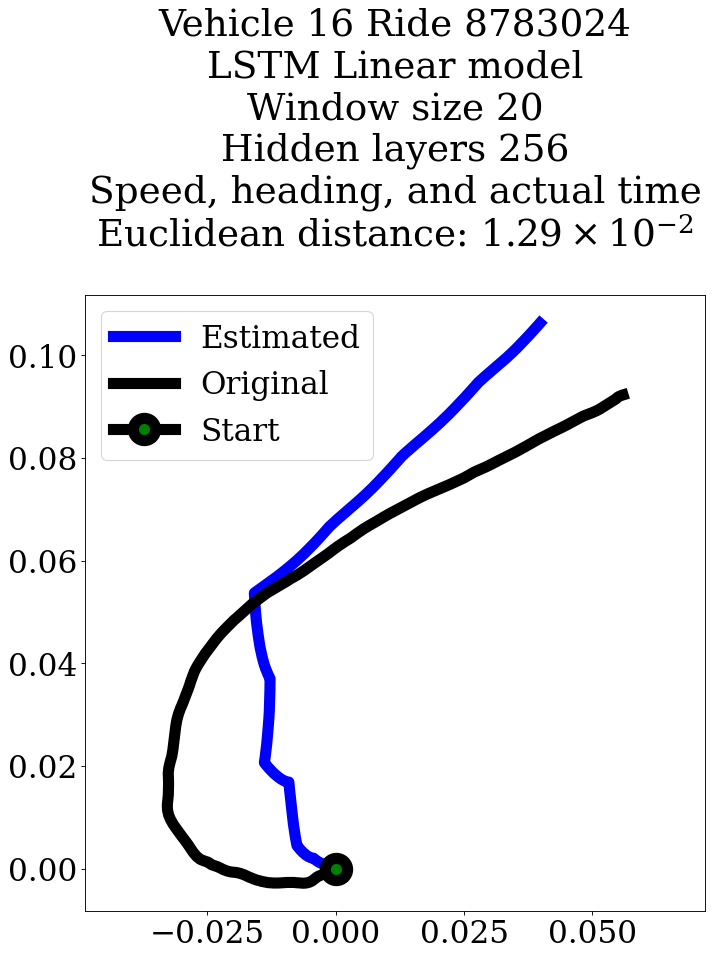 Vehicle 16 Ride 8783024
LSTM Linear model
Window size 20
Hidden layers 256
Speed, heading, and actual time
Euclidean distance: 1.29 × 10⁻²
Estimated
Original
Start
0.10
0.08
0.06
0.04
0.02
0.00
−0.025 0.000 0.025 0.050